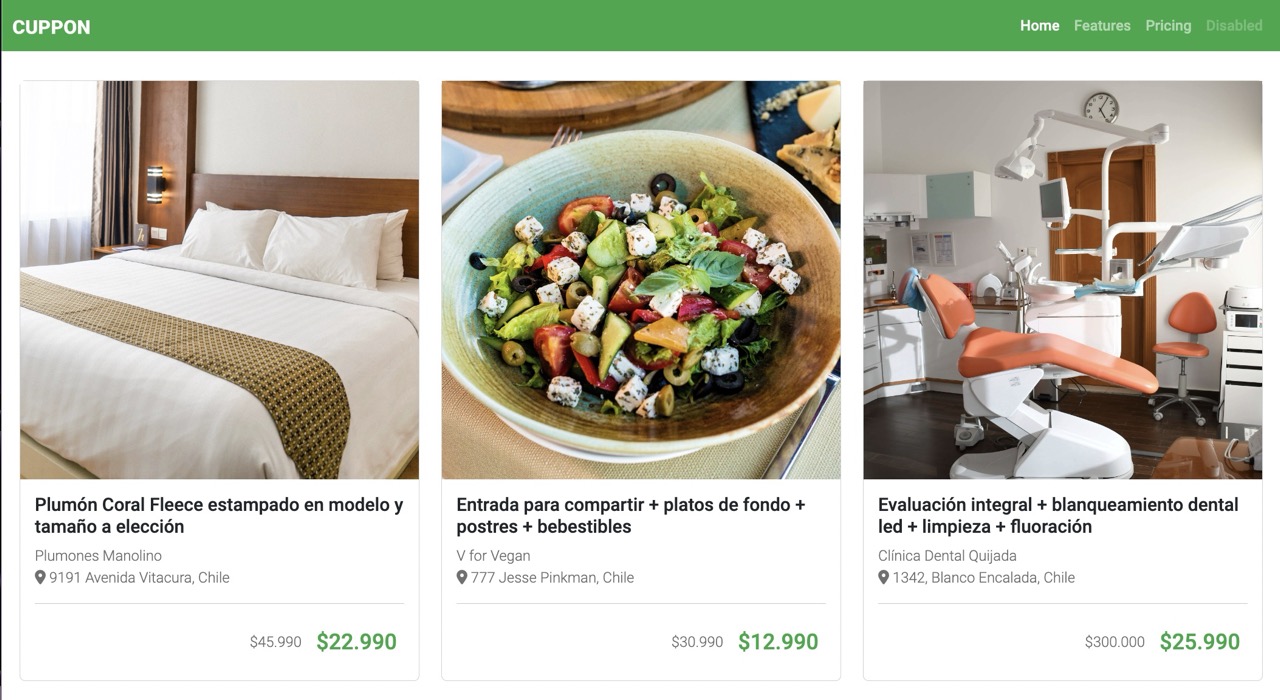 CUPPON
Home Features Pricing Disabled
Plumón Coral Fleece estampado en modelo y
tamaño a elección
Plumones Manolino
9191 Avenida Vitacura, Chile
$45.990 $22.990
Entrada para compartir + platos de fondo +
postres + bebestibles
V for Vegan
777 Jesse Pinkman, Chile
$30.990 $12.990
Evaluación integral + blanqueamiento dental
led + limpieza + fluoración
Clínica Dental Quijada
1342, Blanco Encalada, Chile
$300.000 $25.990